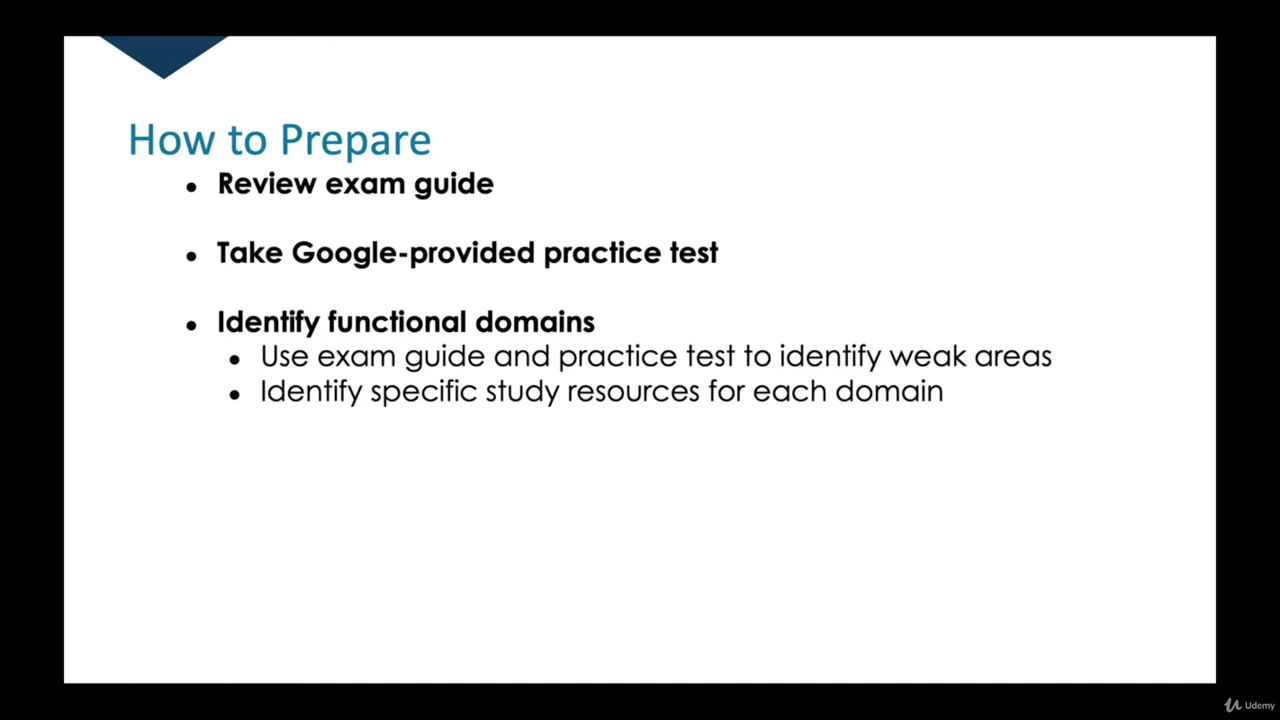 How to Prepare
● Review exam guide
● Take Google-provided practice test
● Identify functional domains
● Use exam guide and practice test to identify weak areas
● Identify specific study resources for each domain
Udemy